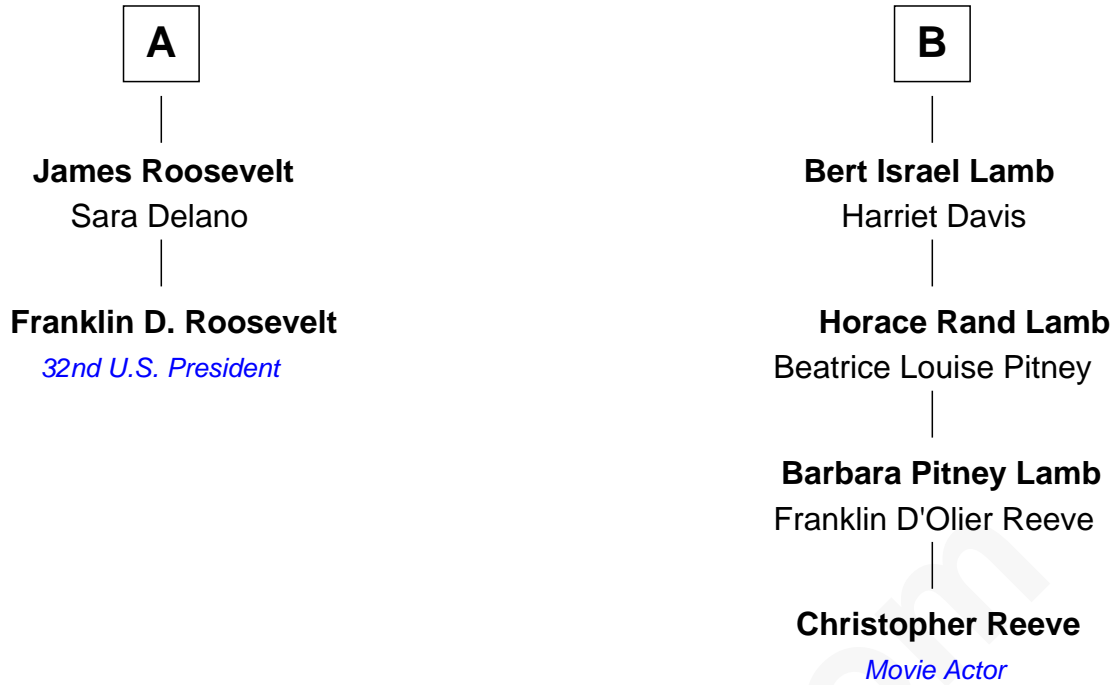 A
James Roosevelt
Sara Delano
Franklin D. Roosevelt
32nd U.S. President
B
Bert Israel Lamb
Harriet Davis
Horace Rand Lamb
Beatrice Louise Pitney
Barbara Pitney Lamb
Franklin D'Olier Reeve
Christopher Reeve
Movie Actor